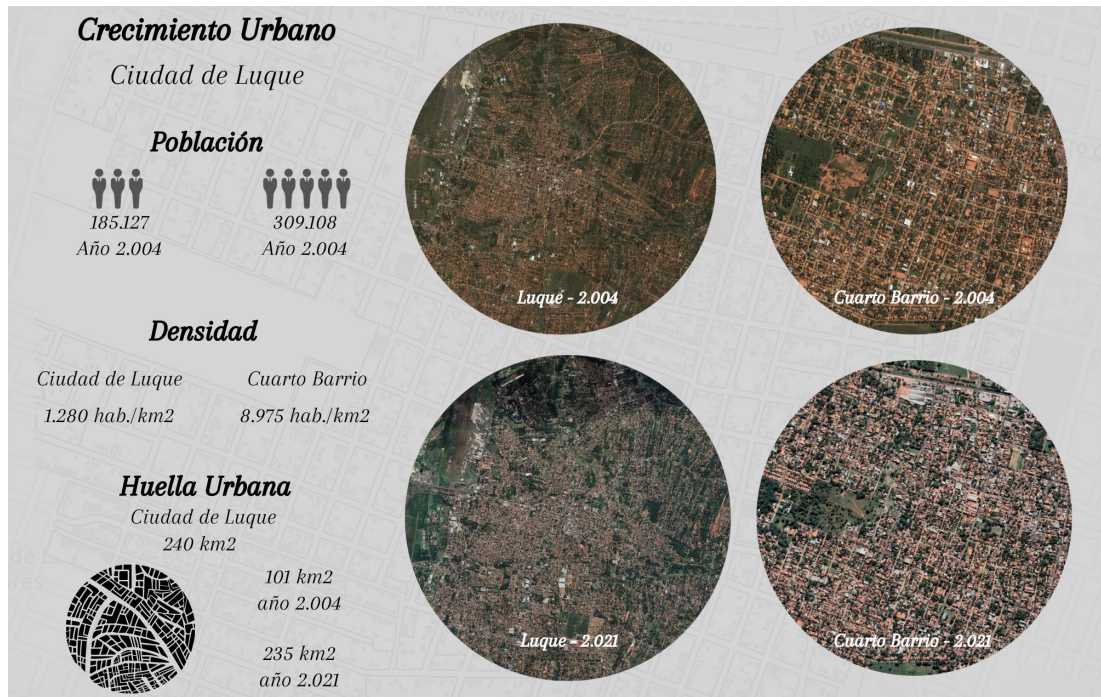 Crecimiento Urbano
Ciudad de Luque
Población
185.127
Año 2.004
309.108
Año 2.004
Densidad
Ciudad de Luque
1.280 hab./km2
Cuarto Barrio
8.975 hab./km2
Huella Urbana
Ciudad de Luque
240 km2
101 km2
año 2.004
235 km2
año 2.021
Luque - 2.004
Cuarto Barrio - 2.004
Luque - 2.021
Cuarto Barrio - 2.021